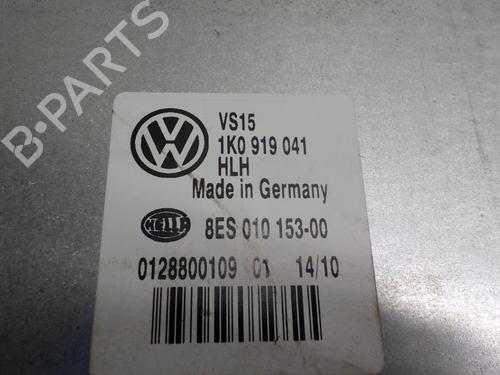 VS15
1K0 919 041
HLH
Made in Germany
HELLA
8ES 010 153-00
0128800109 01 14/10
B-PARTS